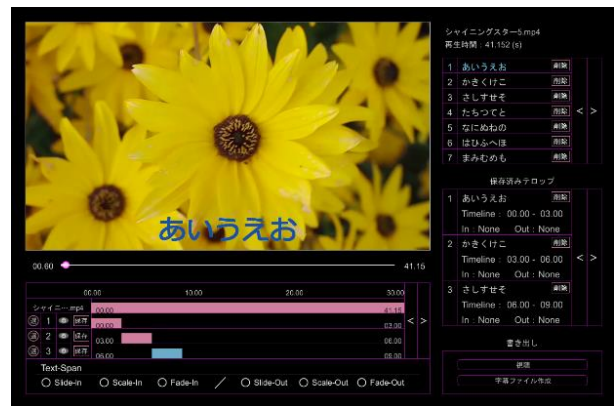 シャイニングスター5.mp4
再生時間 : 41.152 (s)
1 あいうえお 削除
2 かきくけこ 削除
3 さしすせそ 削除
4 たちつてと 削除
5 なにぬねの 削除
6 はひふへほ 削除
7 まみむめも 削除
< >
あいうえお
00.60 41.15
保存済みテロップ
1 あいうえお 削除
Timeline : 00.00 - 03.00
In : None Out : None
2 かきくけこ 削除
Timeline : 03.00 - 06.00
In : None Out : None
3 さしすせそ 削除
Timeline : 06.00 - 09.00
In : None Out : None
< >
00.00 10.00 20.00 30.00
シャイニ....mp4 00.00 41.15
選 1 保存 00.00 03.00
選 2 保存 03.00 06.00
選 3 保存 06.00 09.00
< >
Text-Span
Slide-In Scale-In Fade-In / Slide-Out Scale-Out Fade-Out
書き出し
字幕ファイル作成